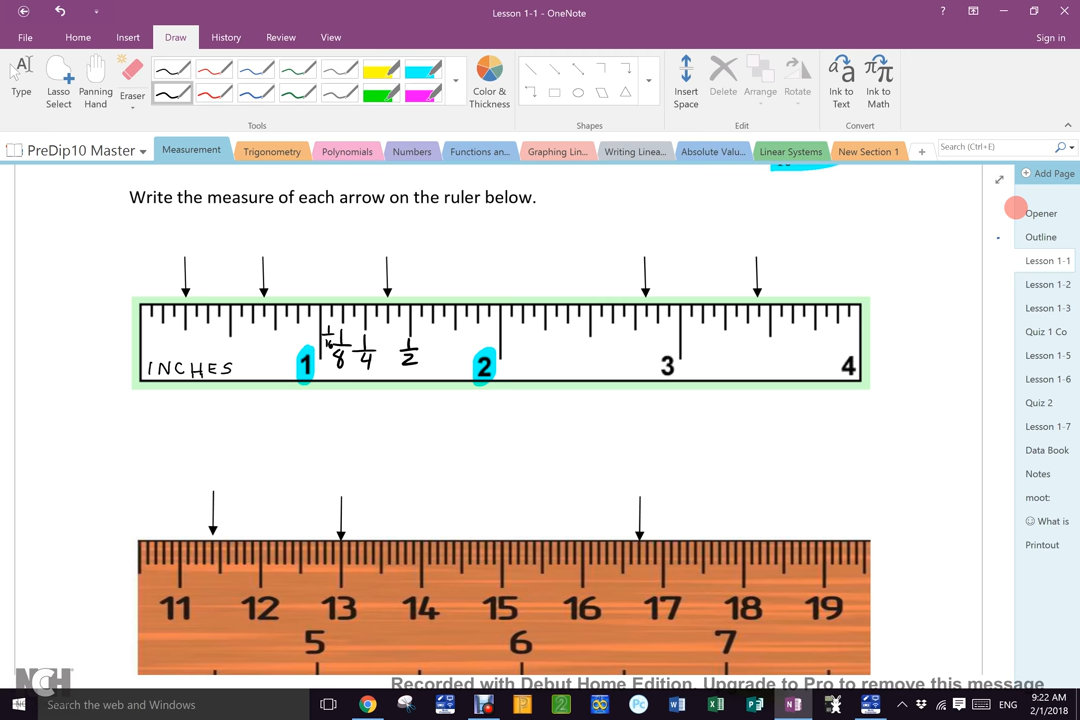 Lesson 1-1 - OneNote
?
File Home Insert Draw History Review View Sign in
Type Lasso Select Panning Hand Eraser Color & Thickness Insert Space Delete Arrange Rotate Ink to Text Ink to Math
Tools Shapes Edit Convert
PreDip10 Master Measurement Trigonometry Polynomials Numbers Functions an... Graphing Lin... Writing Linea... Absolute Valu... Linear Systems New Section 1 + Search (Ctrl+E)
Add Page
Opener
Outline
Lesson 1-1
Lesson 1-2
Lesson 1-3
Quiz 1 Co
Lesson 1-5
Lesson 1-6
Quiz 2
Lesson 1-7
Data Book
Notes
moot:
☺ What is
Printout
Write the measure of each arrow on the ruler below.
1/16 1/8 1/4 1/2
INCHES 1 2 3 4
11 12 13 14 15 16 17 18 19
5 6 7
NCH
Recorded with Debut Home Edition. Upgrade to Pro to remove this message
Search the web and Windows
ENG
9:22 AM
2/1/2018